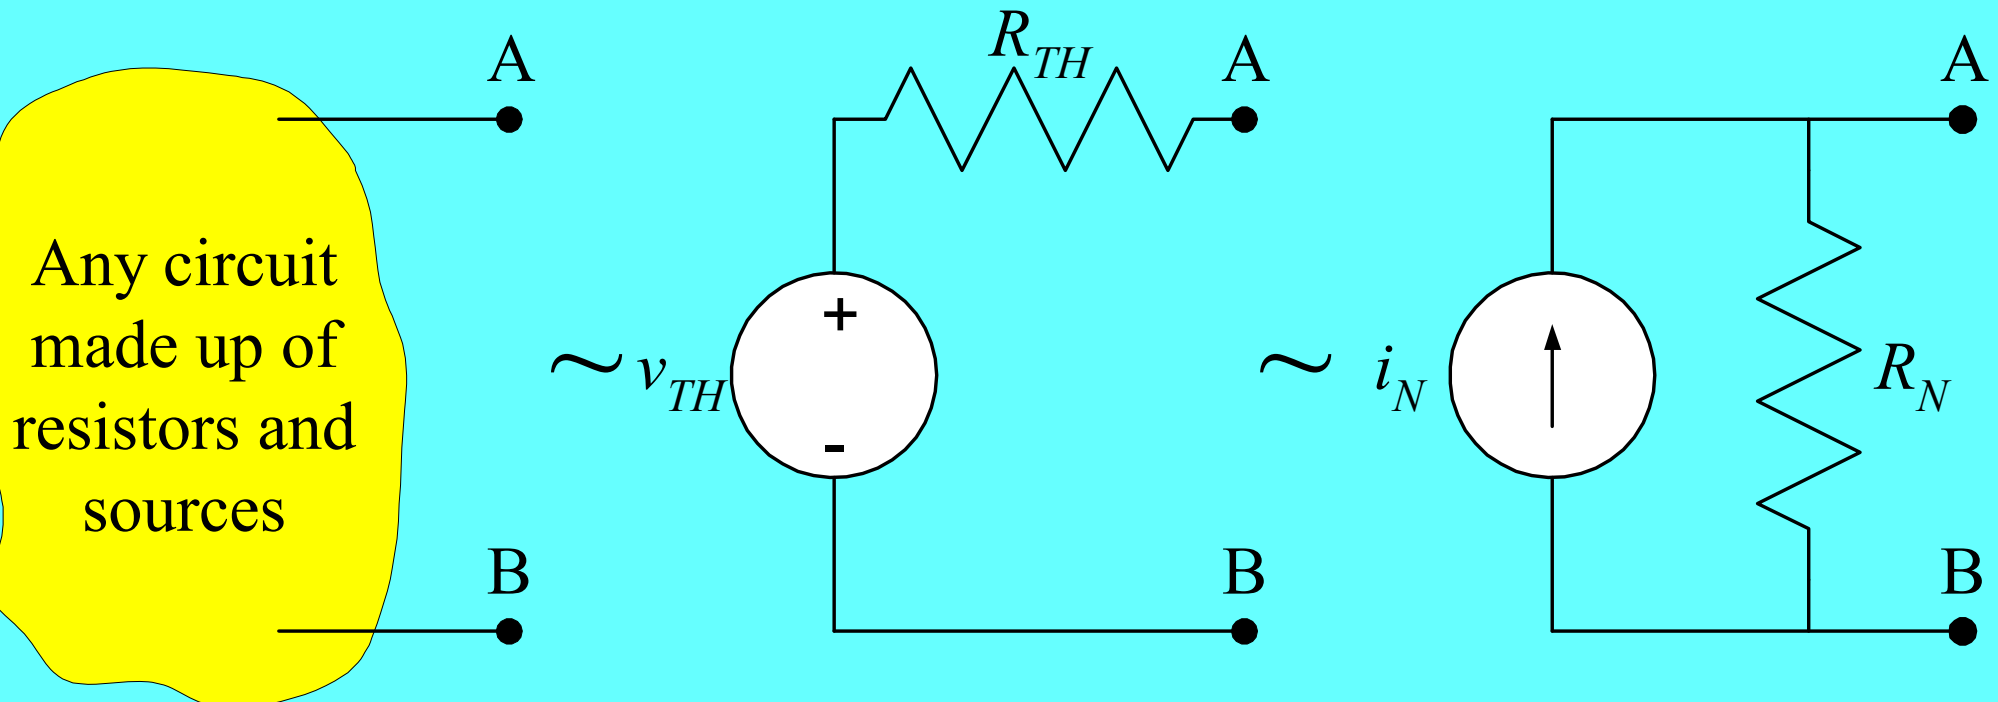 Any circuit
made up of
resistors and
sources
A
B
~
v_TH
+
-
R_TH
A
B
~
i_N
R_N
A
B